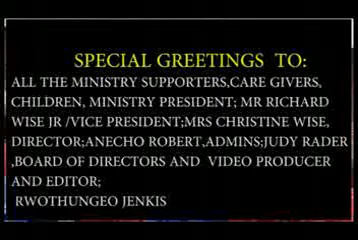 SPECIAL GREETINGS TO:
ALL THE MINISTRY SUPPORTERS,CARE GIVERS,
CHILDREN, MINISTRY PRESIDENT; MR RICHARD
WISE JR /VICE PRESIDENT;MRS CHRISTINE WISE,
DIRECTOR;ANECHO ROBERT,ADMINS:JUDY RADER
,BOARD OF DIRECTORS AND VIDEO PRODUCER
AND EDITOR;
RWOTHUNGEO JENKIS